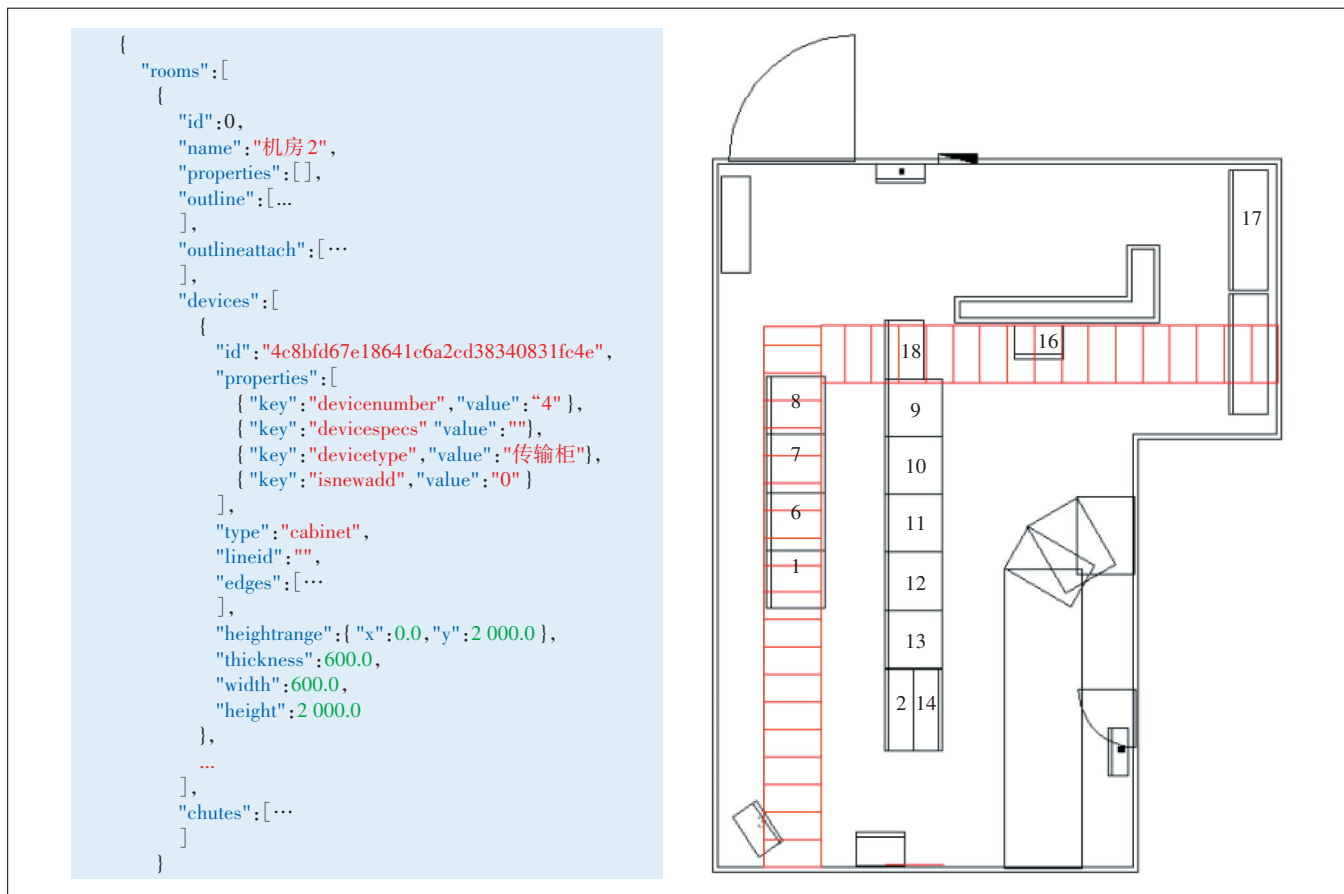 {
"rooms":[
{
"id":0,
"name":"机房2",
"properties":[],
"outline":[...
],
"outlineattach":[…
],
"devices":[
{
"id":"4c8bfd67e18641c6a2cd38340831fc4e",
"properties":[
{"key":"devicenumber","value":“4"},
{"key":"devicespecs" "value":""},
{"key":"devicetype","value":"传输柜"},
{"key":"isnewadd","value":"0"}
],
"type":"cabinet",
"lineid":"",
"edges":[…
],
"heightrange":{"x":0.0,"y":2 000.0},
"thickness":600.0,
"width":600.0,
"height":2 000.0
},
...
],
"chutes":[…
]
}
17
16
18
8
9
7
10
6
11
1
12
13
2 14